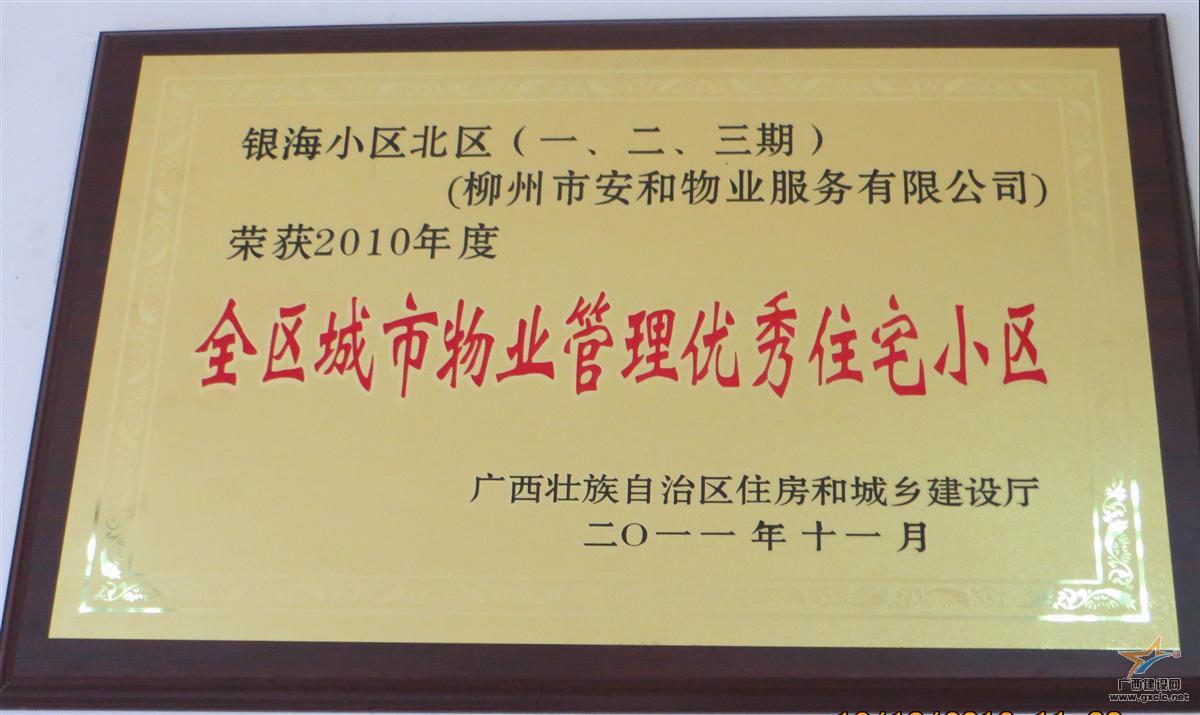 银海小区北区（一、二、三期）
(柳州市安和物业服务有限公司)
荣获2010年度
全区城市物业管理优秀住宅小区
广西壮族自治区住房和城乡建设厅
二〇一一年十一月
广西建设网
www.gxcic.net